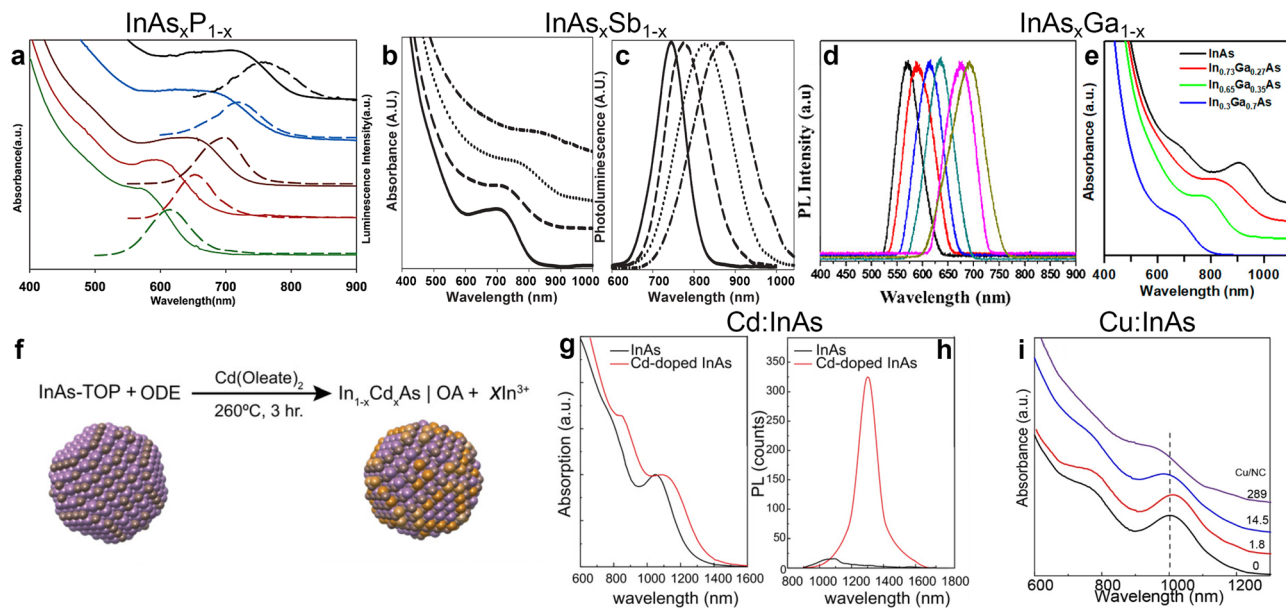 InAsxP1-x
InAsxSb1-x
InAsxGa1-x
a
Absorbance(a.u.)
Luminescence Intensity(a.u.)
400 500 600 700 800 900
Wavelength(nm)
b
Absorbance (A.U.)
400 500 600 700 800 900 1000
Wavelength (nm)
c
Photoluminescence (A.U.)
600 700 800 900 1000
Wavelength (nm)
d
PL Intensity (a.u)
400 450 500 550 600 650 700 750 800 850 900
Wavelength (nm)
e
InAs
In0.73Ga0.27As
In0.65Ga0.35As
In0.3Ga0.7As
Absorbance (a.u.)
400 600 800 1000
Wavelength (nm)
f
InAs-TOP + ODE
Cd(Oleate)2
260ºC, 3 hr.
In1-xCdxAs | OA + XIn3+
Cd:InAs
g
InAs
Cd-doped InAs
Absorption (a.u.)
600 800 1000 1200 1400 1600
wavelength (nm)
h
InAs
Cd-doped InAs
PL (counts)
350
300
250
200
150
100
50
0
800 1000 1200 1400 1600 1800
wavelength (nm)
Cu:InAs
i
Absorbance (a.u.)
Cu/NC
289
14.5
1.8
0
600 800 1000 1200
Wavelength (nm)